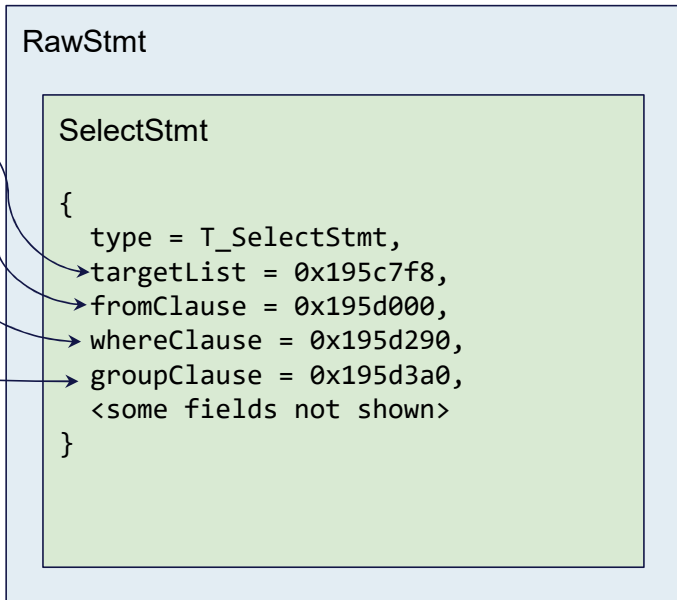 RawStmt
SelectStmt
{
  type = T_SelectStmt,
  targetList = 0x195c7f8,
  fromClause = 0x195d000,
  whereClause = 0x195d290,
  groupClause = 0x195d3a0,
  <some fields not shown>
}